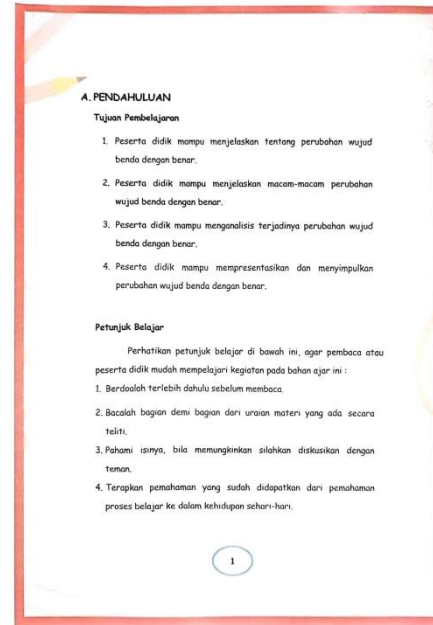 A. PENDAHULUAN
Tujuan Pembelajaran
1. Peserta didik mampu menjelaskan tentang perubahan wujud
benda dengan benar.
2. Peserta didik mampu menjelaskan macam-macam perubahan
wujud benda dengan benar.
3. Peserta didik mampu menganalisis terjadinya perubahan wujud
benda dengan benar.
4. Peserta didik mampu mempresentasikan dan menyimpulkan
perubahan wujud benda dengan benar.
Petunjuk Belajar
Perhatikan petunjuk belajar di bawah ini, agar pembaca atau
peserta didik mudah mempelajari kegiatan pada bahan ajar ini :
1. Berdoalah terlebih dahulu sebelum membaca.
2. Bacalah bagian demi bagian dari uraian materi yang ada secara
teliti.
3. Pahami isinya, bila memungkinkan silahkan diskusikan dengan
teman.
4. Terapkan pemahaman yang sudah didapatkan dari pemahaman
proses belajar ke dalam kehidupan sehari-hari.
1